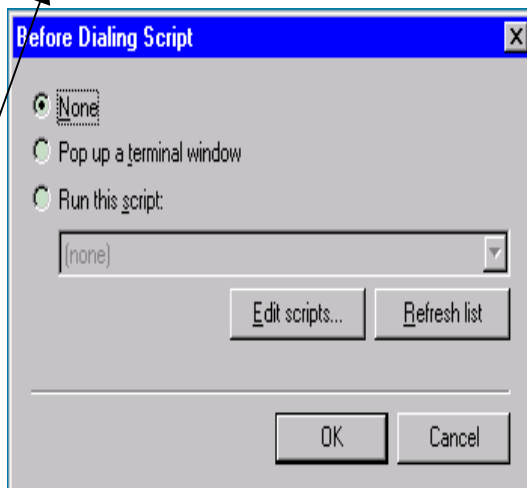 Before Dialing Script
None
Pop up a terminal window
Run this script:
(none)
Edit scripts...
Refresh list
OK
Cancel